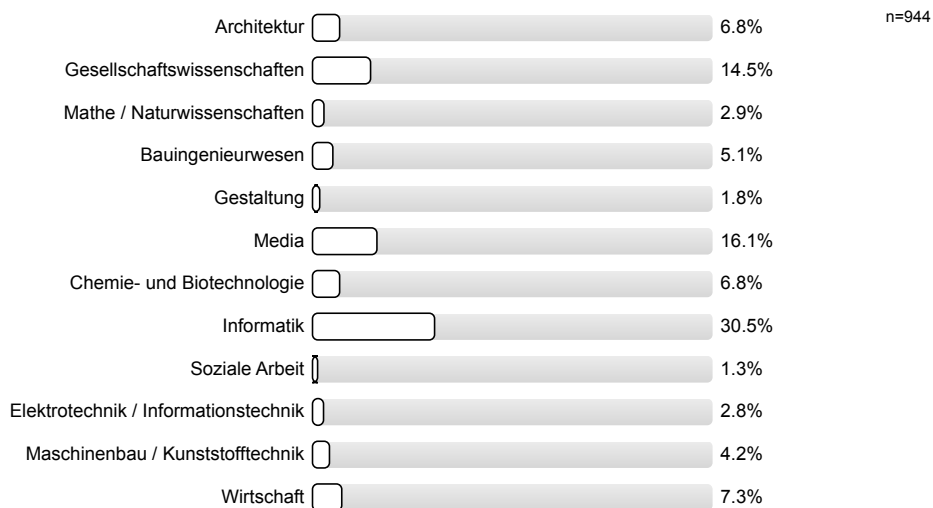 n=944
Architektur 6.8%
Gesellschaftswissenschaften 14.5%
Mathe / Naturwissenschaften 2.9%
Bauingenieurwesen 5.1%
Gestaltung 1.8%
Media 16.1%
Chemie- und Biotechnologie 6.8%
Informatik 30.5%
Soziale Arbeit 1.3%
Elektrotechnik / Informationstechnik 2.8%
Maschinenbau / Kunststofftechnik 4.2%
Wirtschaft 7.3%